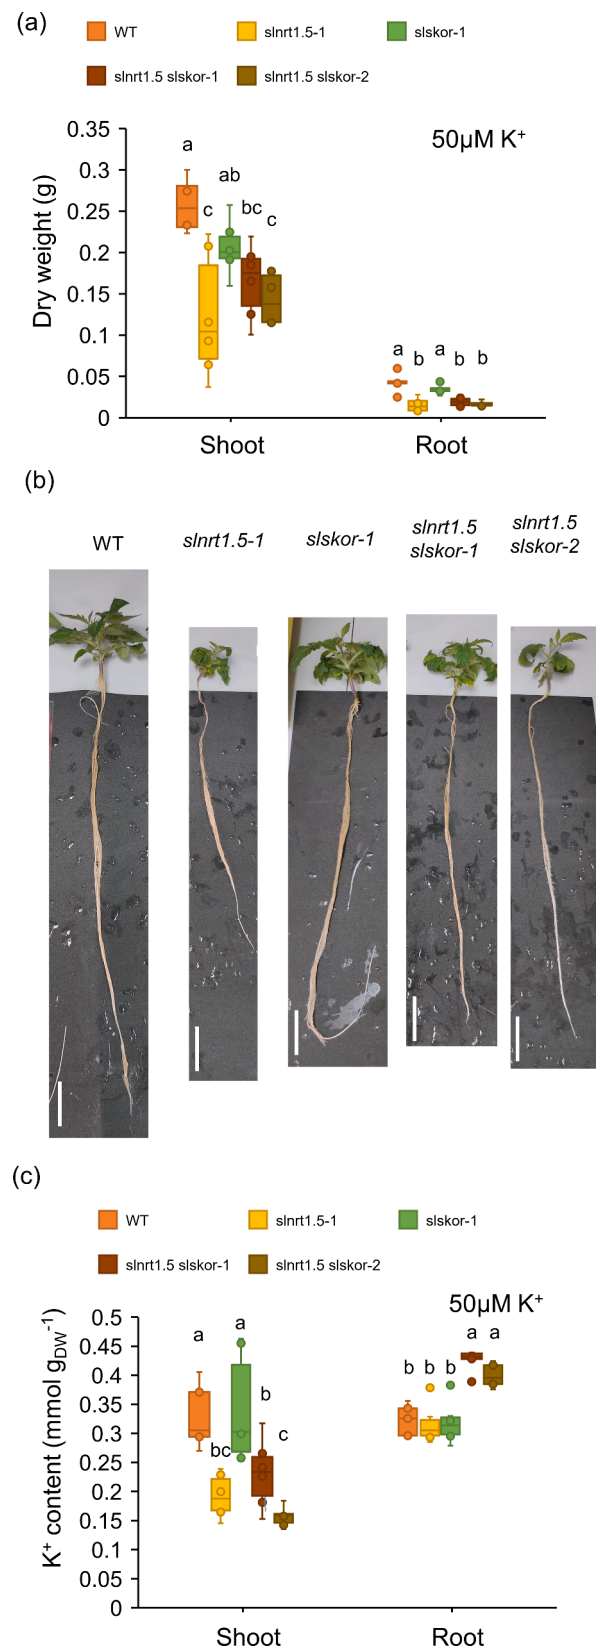 (a)
WT slnrt1.5-1 slskor-1
slnrt1.5 slskor-1 slnrt1.5 slskor-2
50µM K⁺
Dry weight (g)
0.35
0.3
0.25
0.2
0.15
0.1
0.05
0
a
c
ab
bc
c
a b a b b
Shoot Root
(b)
WT slnrt1.5-1 slskor-1 slnrt1.5 slnrt1.5
slskor-1 slskor-2
(c)
WT slnrt1.5-1 slskor-1
slnrt1.5 slskor-1 slnrt1.5 slskor-2
50µM K⁺
K⁺ content (mmol gDW⁻¹)
0.5
0.45
0.4
0.35
0.3
0.25
0.2
0.15
0.1
0.05
0
a
bc
a
b
c
b b b a a
Shoot Root